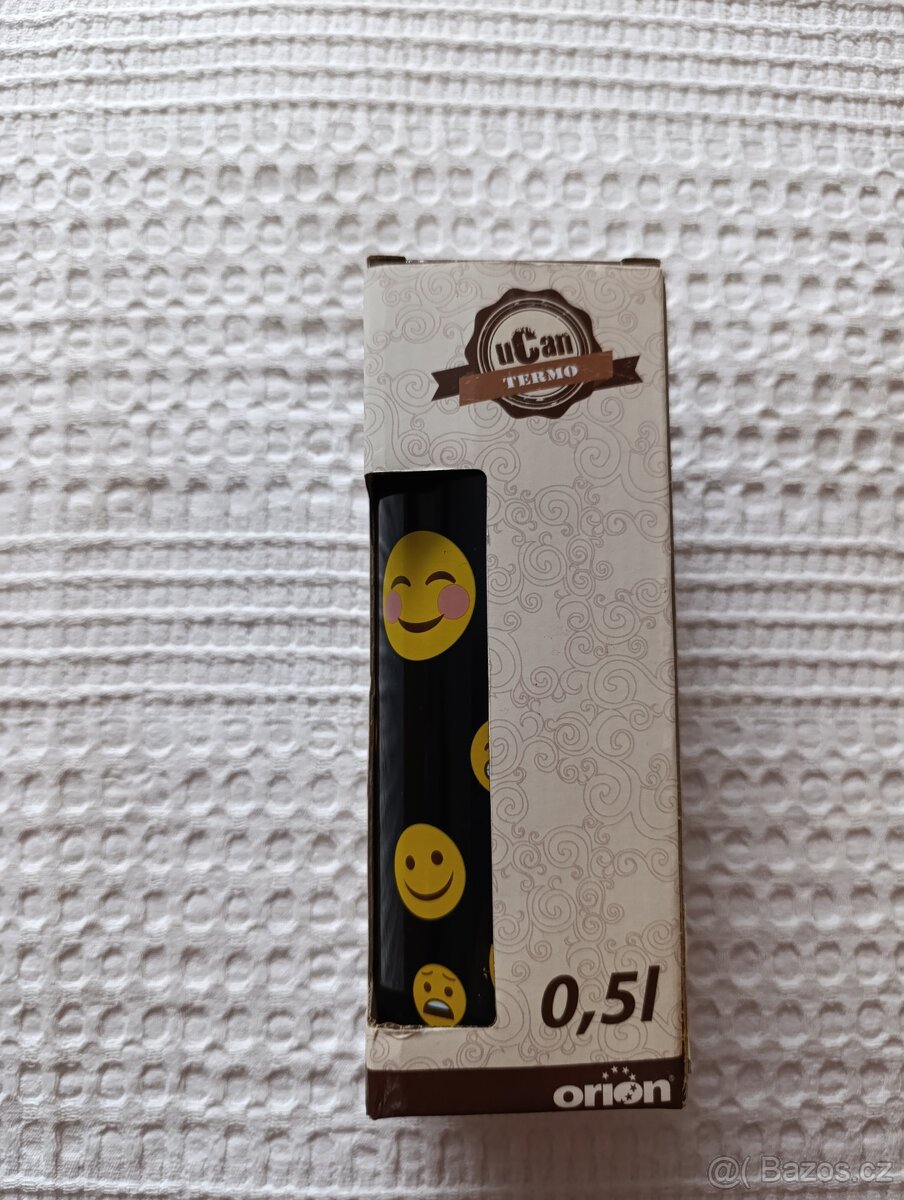 uCan
TERMO
0,5l
orion®
@( Bazos.cz